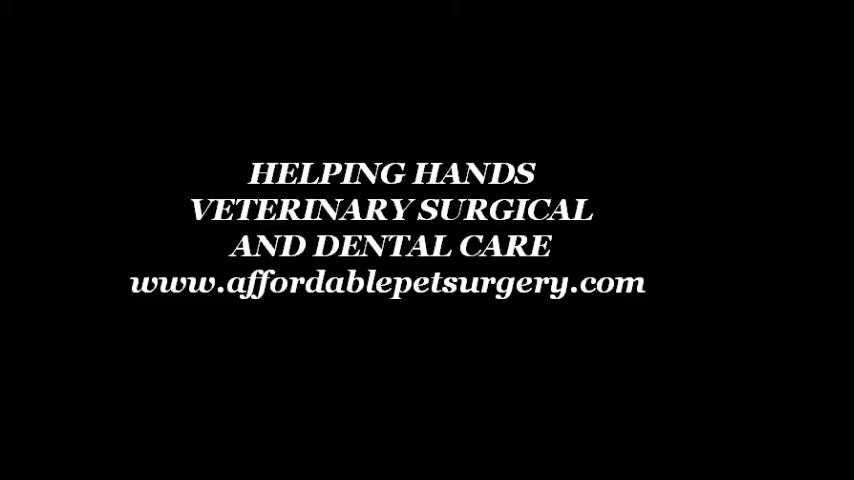 HELPING HANDS
VETERINARY SURGICAL
AND DENTAL CARE
www.affordablepetsurgery.com